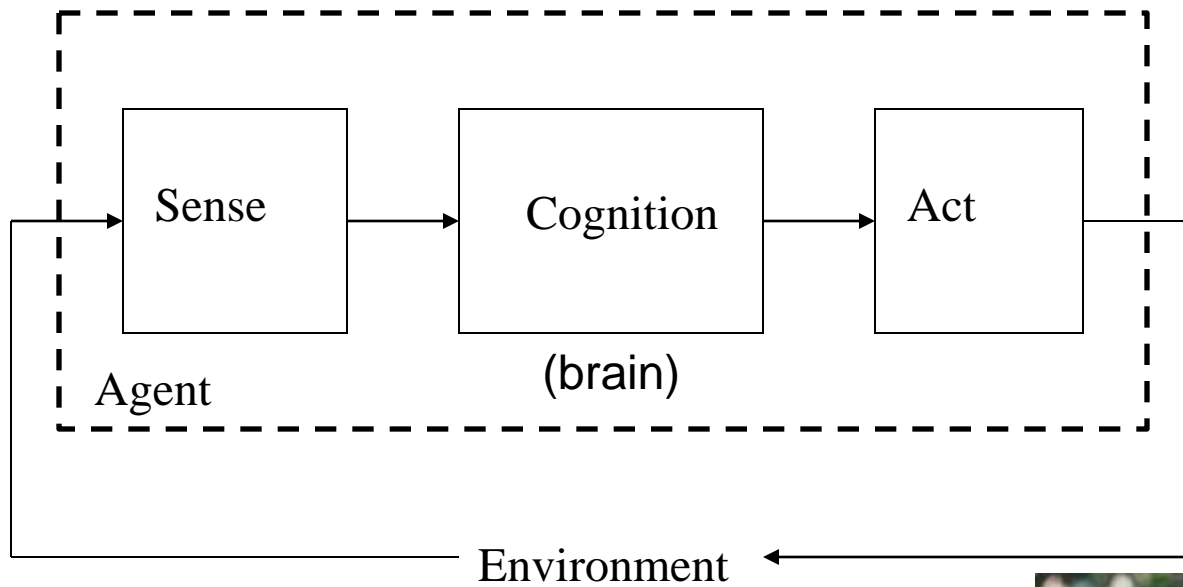 Sense
Cognition
Act
(brain)
Agent
Environment